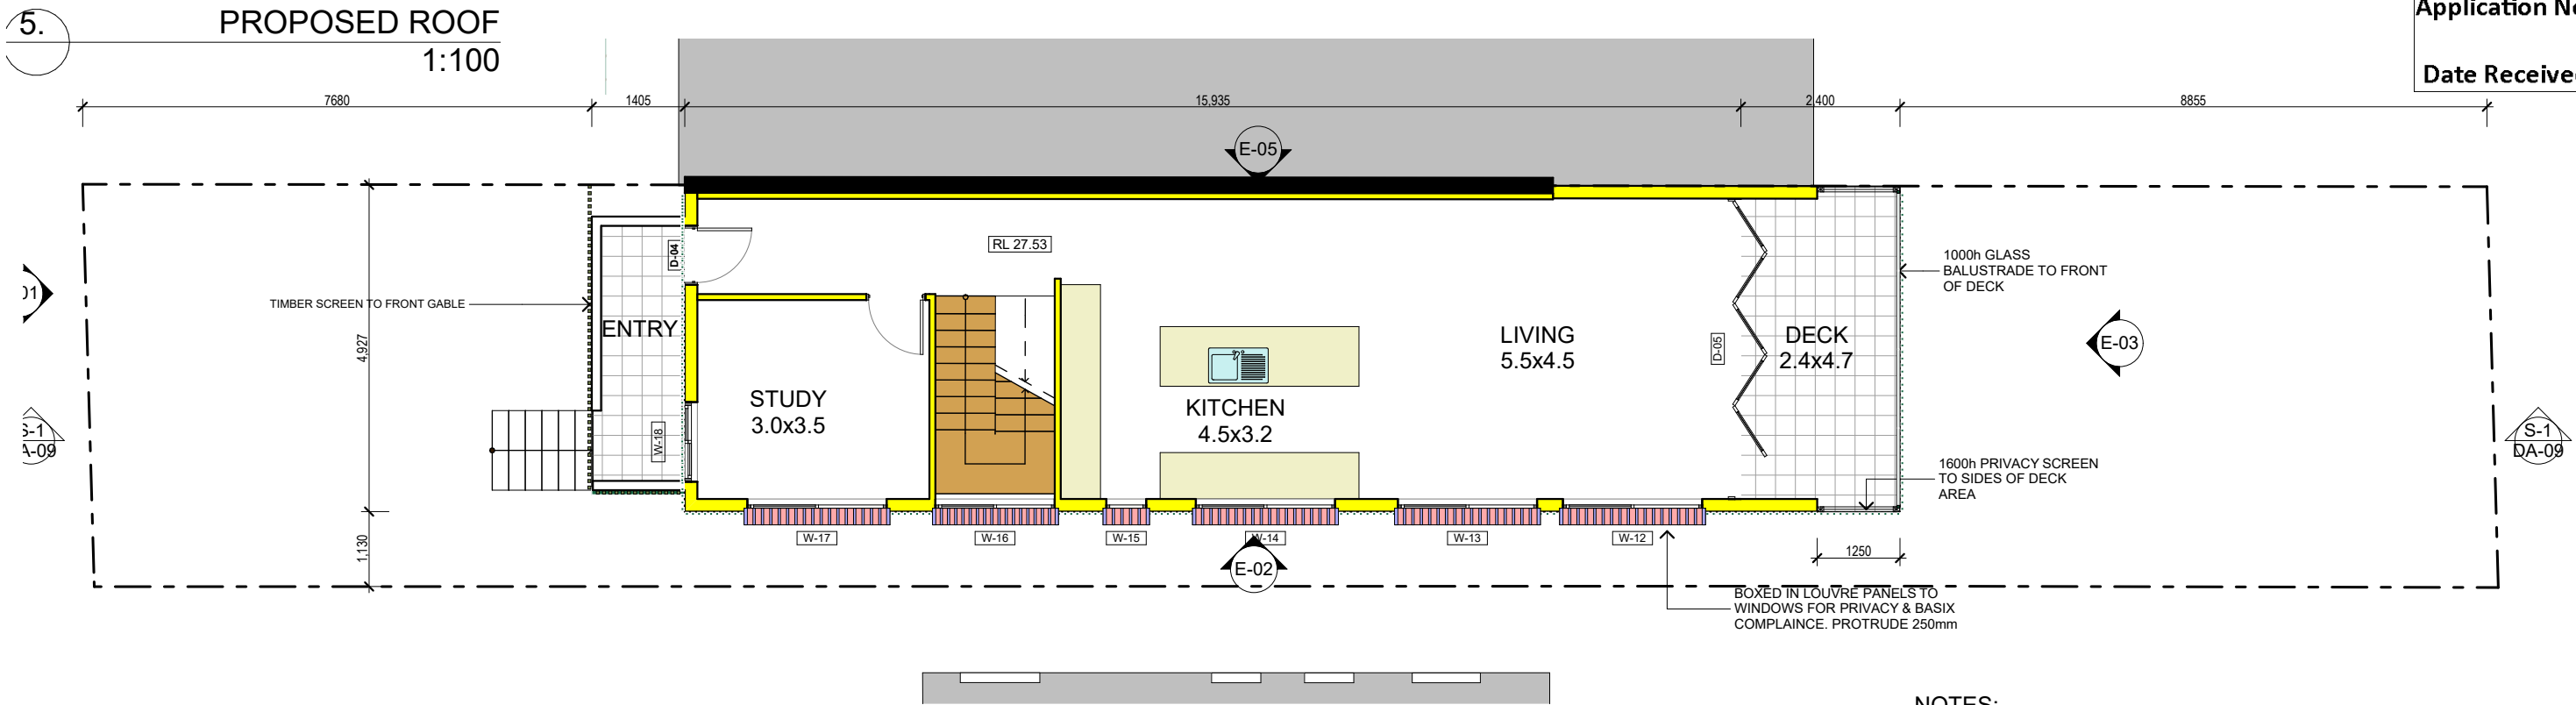 5.
PROPOSED ROOF
1:100
Application
Date
7680
1405
15,935
2,400
8855
E-05
D-04
RL 27.53
1000h GLASS
BALUSTRADE TO FRONT
OF DECK
01
TIMBER SCREEN TO FRONT GABLE
ENTRY
4,927
LIVING
5.5x4.5
D-05
DECK
2.4x4.7
E-03
STUDY
3.0x3.5
KITCHEN
4.5x3.2
W-18
S-1
A-09
S-1
DA-09
1600h PRIVACY SCREEN
TO SIDES OF DECK
AREA
W-17
W-16
W-15
W-14
W-13
W-12
1,130
1250
E-02
BOXED IN LOUVRE PANELS TO
WINDOWS FOR PRIVACY & BASIX
COMPLAINCE. PROTRUDE 250mm
NOTES: